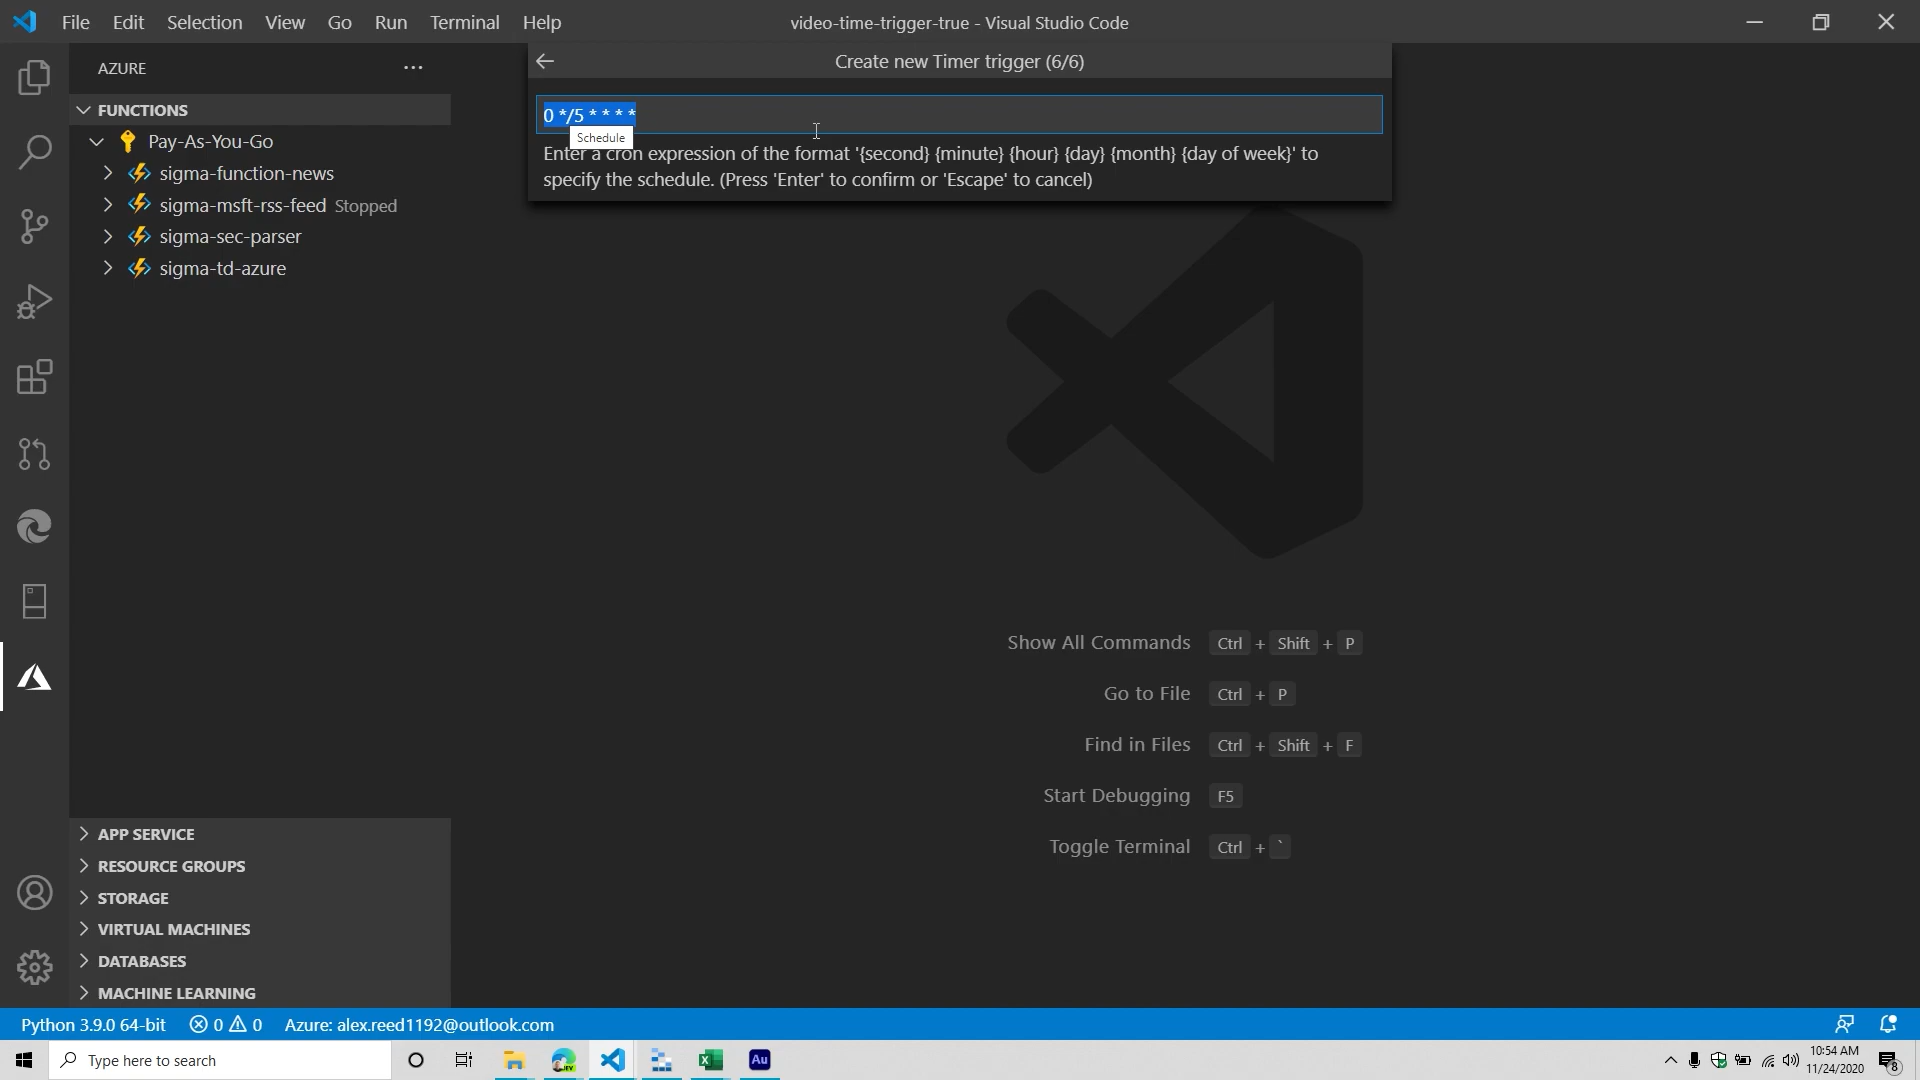 File Edit Selection View Go Run Terminal Help
video-time-trigger-true - Visual Studio Code
AZURE
Create new Timer trigger (6/6)
0 */5 * * * *
Schedule
Enter a cron expression of the format '{second} {minute} {hour} {day} {month} {day of week}' to
specify the schedule. (Press 'Enter' to confirm or 'Escape' to cancel)
FUNCTIONS
Pay-As-You-Go
sigma-function-news
sigma-msft-rss-feed Stopped
sigma-sec-parser
sigma-td-azure
Show All Commands Ctrl + Shift + P
Go to File Ctrl + P
Find in Files Ctrl + Shift + F
Start Debugging F5
Toggle Terminal Ctrl + `
APP SERVICE
RESOURCE GROUPS
STORAGE
VIRTUAL MACHINES
DATABASES
MACHINE LEARNING
Python 3.9.0 64-bit 0 0 Azure: alex.reed1192@outlook.com
Type here to search
DEV
Au
10:54 AM
11/24/2020
8